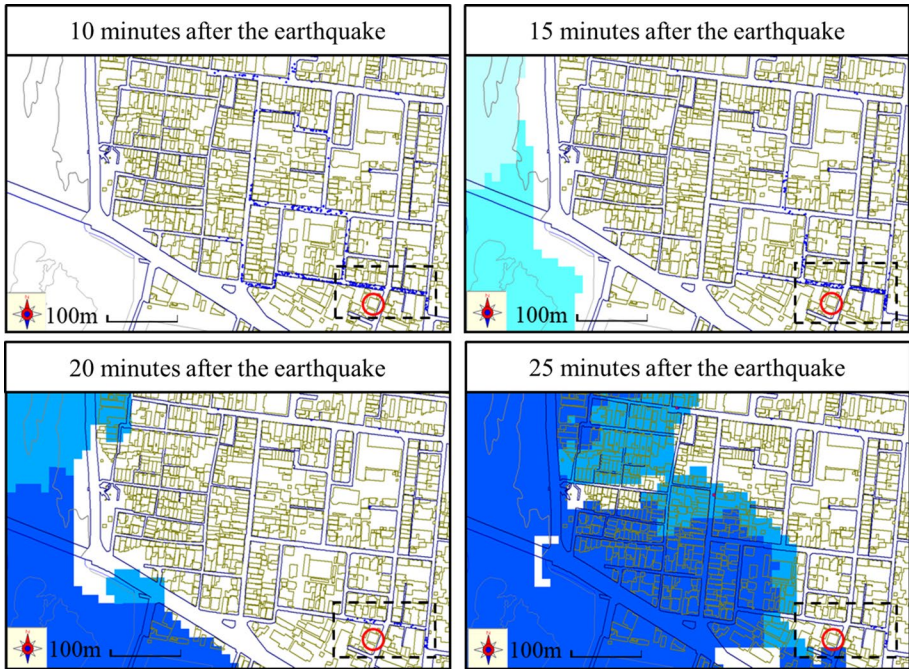 10 minutes after the earthquake
15 minutes after the earthquake
100m
100m
20 minutes after the earthquake
25 minutes after the earthquake
100m
100m